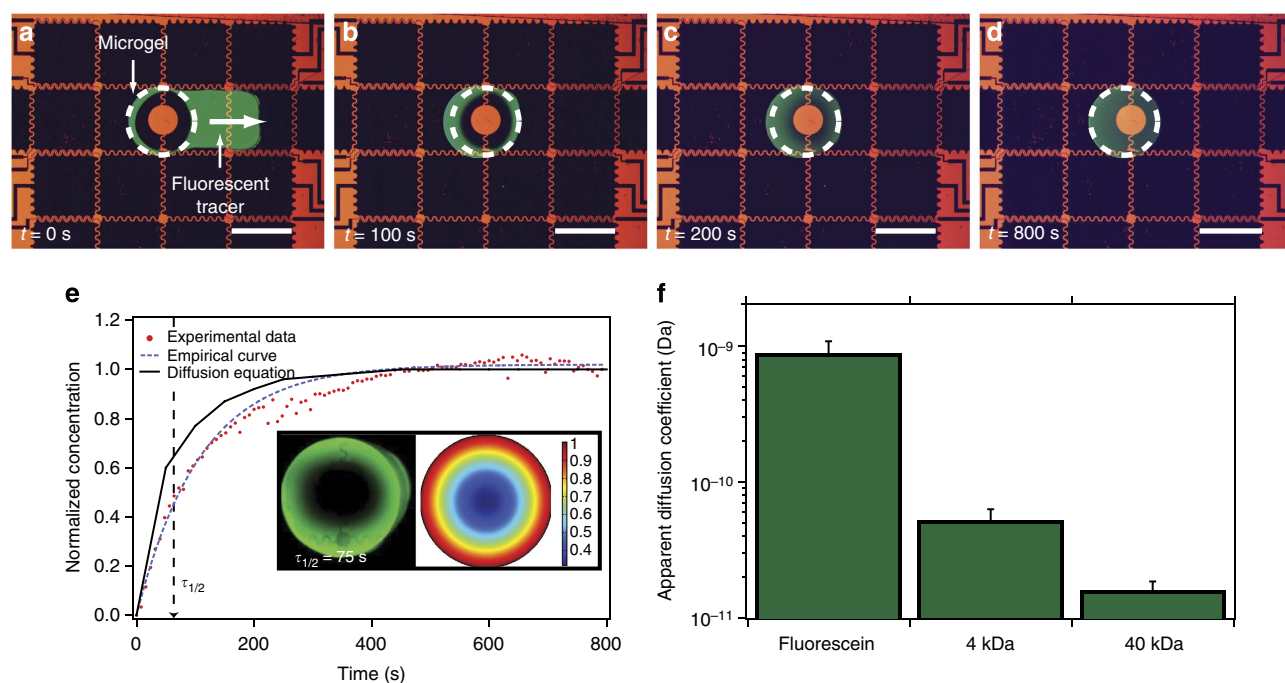 a
Microgel
Fluorescent
tracer
t = 0 s
b
t = 100 s
c
t = 200 s
d
t = 800 s
e
Normalized concentration
1.2
1.0
0.8
0.6
0.4
0.2
0.0
Experimental data
Empirical curve
Diffusion equation
τ1/2
τ1/2 = 75 s
1
0.9
0.8
0.7
0.6
0.5
0.4
0
200
400
600
800
Time (s)
f
Apparent diffusion coefficient (Da)
10⁻⁹
10⁻¹⁰
10⁻¹¹
Fluorescein
4 kDa
40 kDa